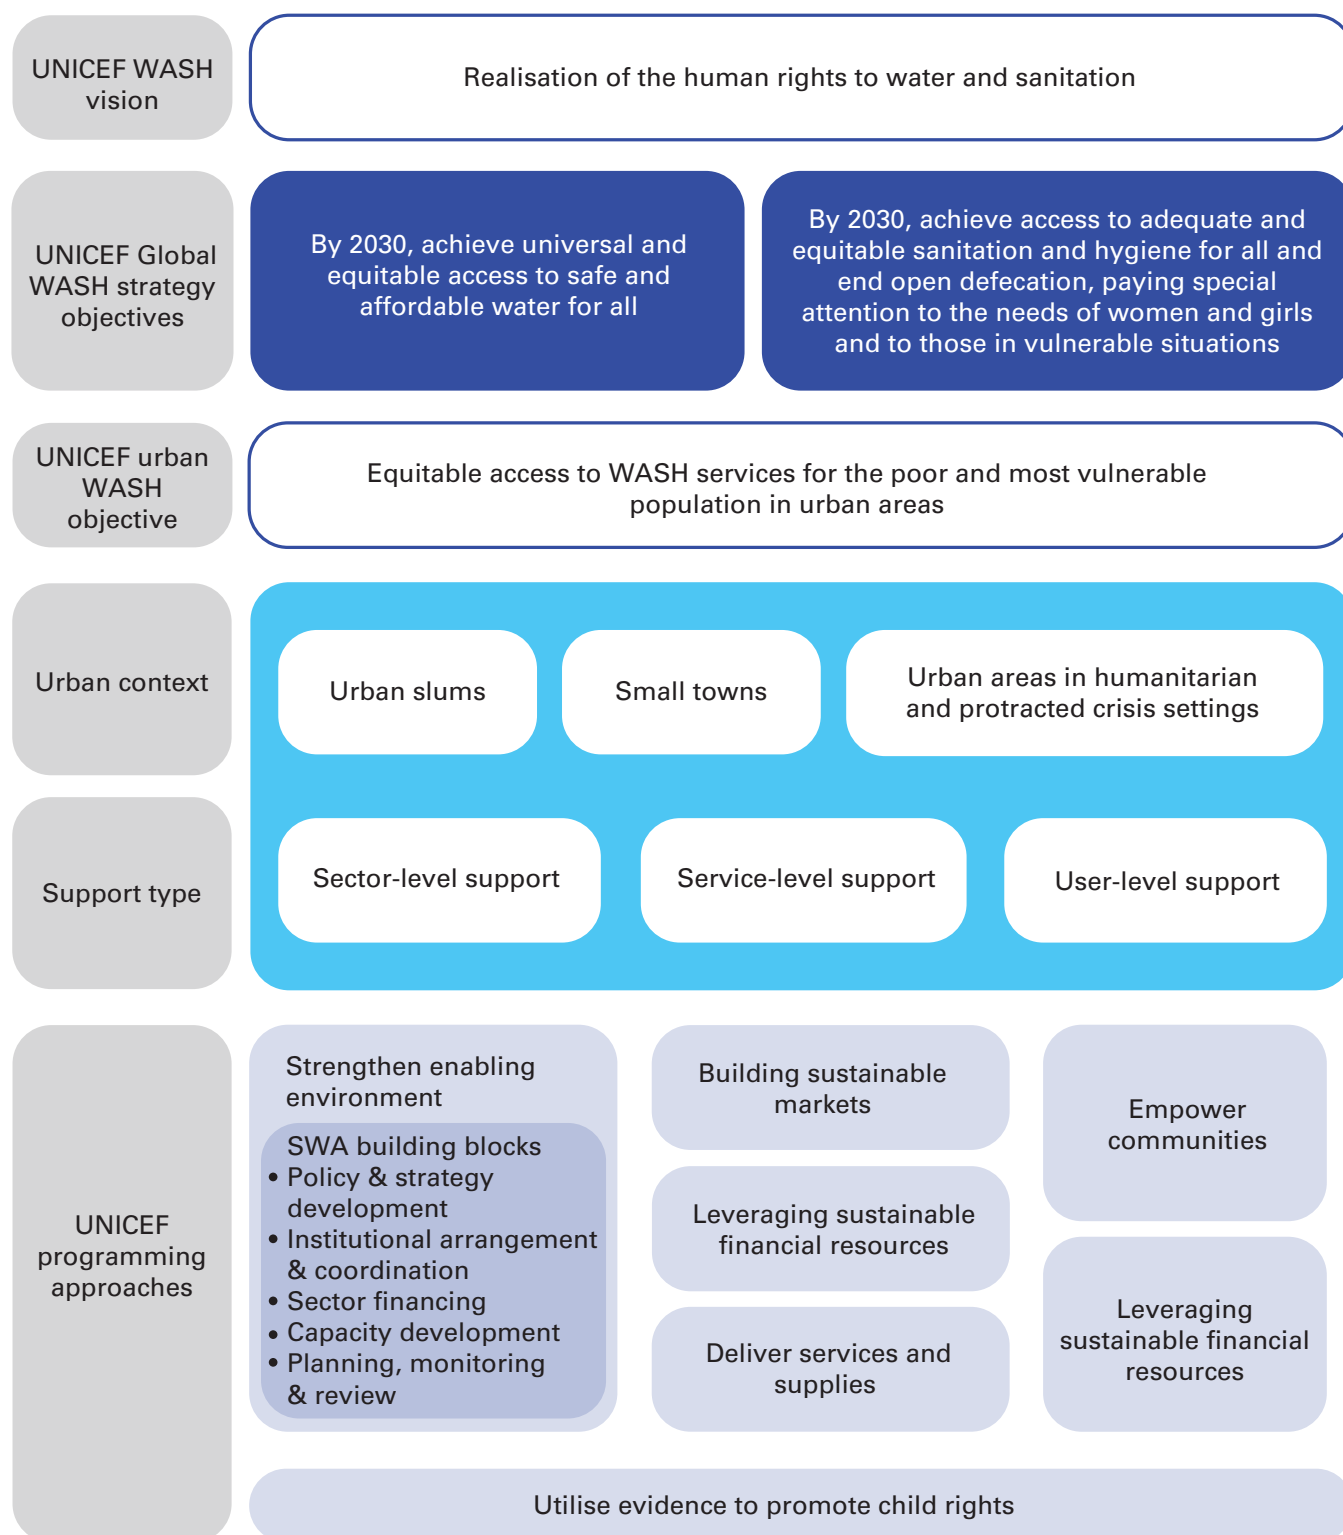 UNICEF WASH
vision
Realisation of the human rights to water and sanitation
UNICEF Global
WASH strategy
objectives
By 2030, achieve universal and
equitable access to safe and
affordable water for all
By 2030, achieve access to adequate and
equitable sanitation and hygiene for all and
end open defecation, paying special
attention to the needs of women and girls
and to those in vulnerable situations
UNICEF urban
WASH
objective
Equitable access to WASH services for the poor and most vulnerable
population in urban areas
Urban context
Urban slums
Small towns
Urban areas in humanitarian
and protracted crisis settings
Support type
Sector-level support
Service-level support
User-level support
UNICEF
programming
approaches
Strengthen enabling
environment
SWA building blocks
• Policy & strategy
development
• Institutional arrangement
& coordination
• Sector financing
• Capacity development
• Planning, monitoring
& review
Building sustainable
markets
Leveraging sustainable
financial resources
Deliver services and
supplies
Empower
communities
Leveraging
sustainable financial
resources
Utilise evidence to promote child rights